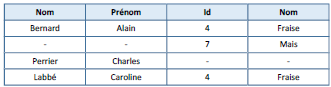 Nom Prénom Id Nom
Bernard Alain 4 Fraise
- - 7 Mais
Perrier Charles - -
Labbé Caroline 4 Fraise